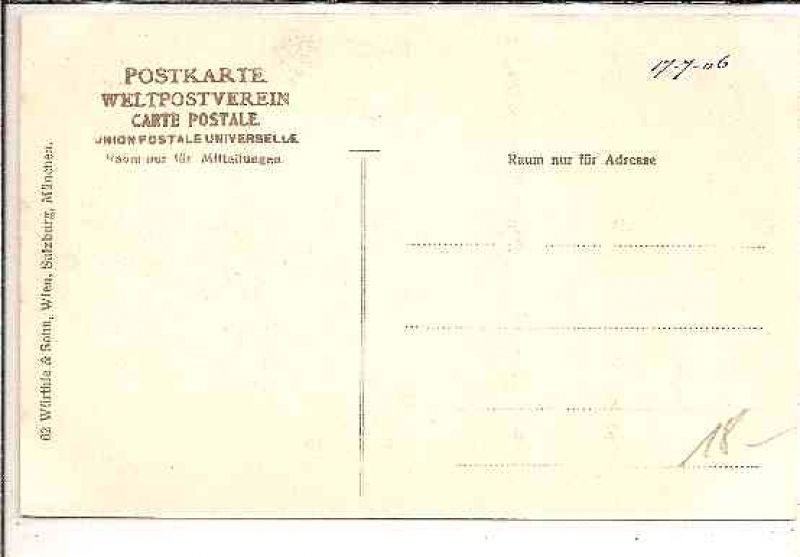 POSTKARTE
WELTPOSTVEREIN
CARTE POSTALE
UNION POSTALE UNIVERSELLE
Raum nur für Mitteilungen
17-7-06
Raum nur für Adresse
62 Würthle & Sohn, Wien, Salzburg, München.
18-